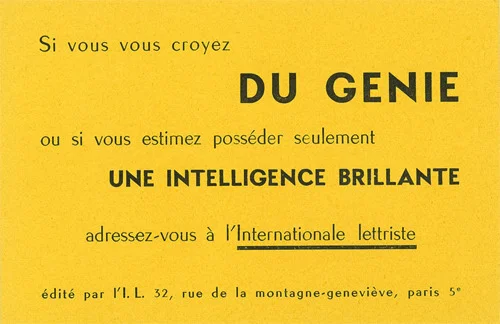 Si vous vous croyez
DU GENIE
ou si vous estimez posséder seulement
UNE INTELLIGENCE BRILLANTE
adressez-vous à l'Internationale lettriste
édité par l'I. L. 32, rue de la montagne-geneviève, paris 5ᵉ